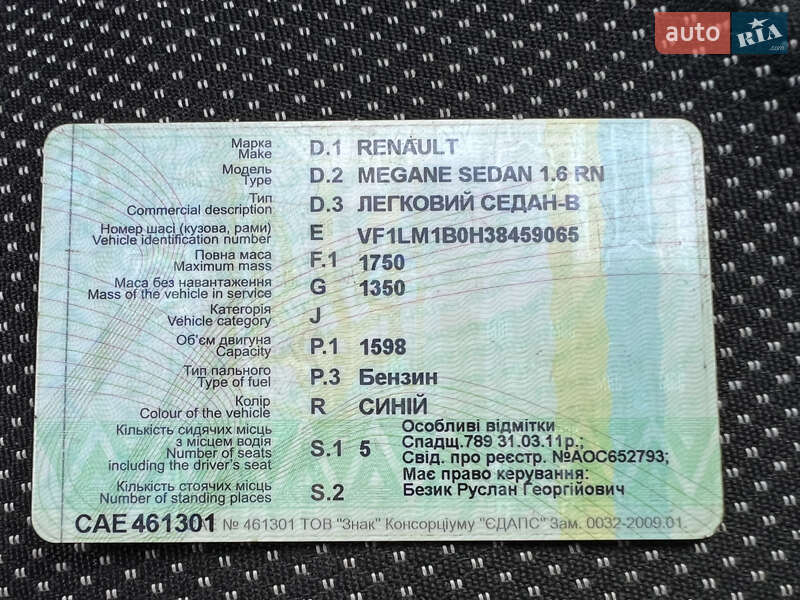 auto RIA .com
Марка D.1 RENAULT
Make
Модель D.2 MEGANE SEDAN 1.6 RN
Type
Тип D.3 ЛЕГКОВИЙ СЕДАН-В
Commercial description
Номер шасі (кузова, рами) E VF1LM1B0H38459065
Vehicle identification number
Повна маса F.1 1750
Maximum mass
Маса без навантаження G 1350
Mass of the vehicle in service
Категорія J
Vehicle category
Об'єм двигуна P.1 1598
Capacity
Тип пального P.3 Бензин
Type of fuel
Колір R СИНІЙ
Colour of the vehicle
Кількість сидячих місць
з місцем водія S.1 5
Number of seats
including the driver's seat
Кількість стоячих місць S.2
Number of standing places
Особливі відмітки
Спадщ.789 31.03.11р.;
Свід. про реєстр. №АОС652793;
Має право керування:
Безик Руслан Георгійович
САЕ 461301 № 461301 ТОВ "Знак" Консорціуму "ЄДАПС" Зам. 0032-2009.01.